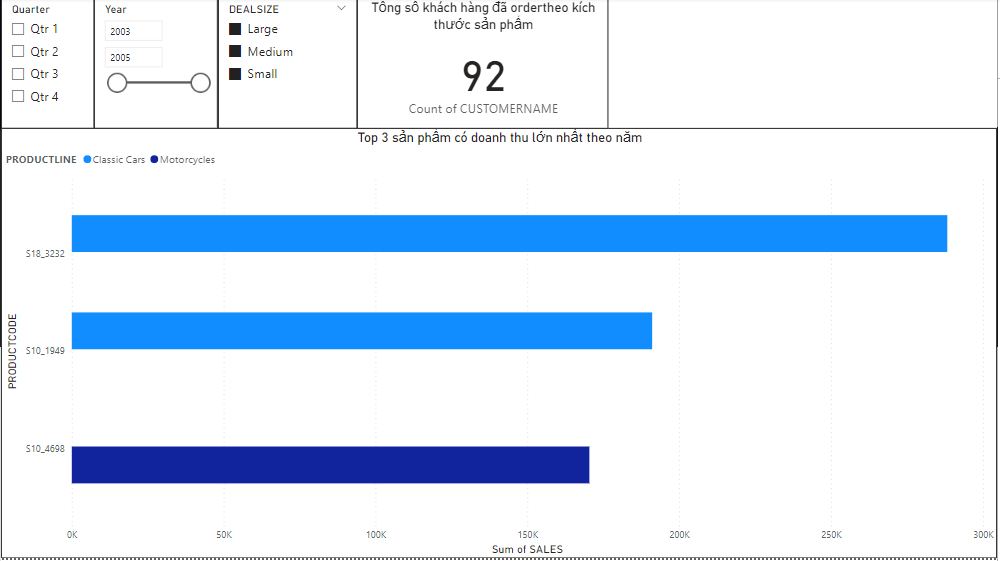 Quarter
Qtr 1
Qtr 2
Qtr 3
Qtr 4
Year
2003
2005
DEALSIZE
Large
Medium
Small
Tổng số khách hàng đã ordertheo kích
thước sản phẩm
92
Count of CUSTOMERNAME
Top 3 sản phẩm có doanh thu lớn nhất theo năm
PRODUCTLINE Classic Cars Motorcycles
PRODUCTCODE
S18_3232
S10_1949
S10_4698
0K 50K 100K 150K 200K 250K 300K
Sum of SALES